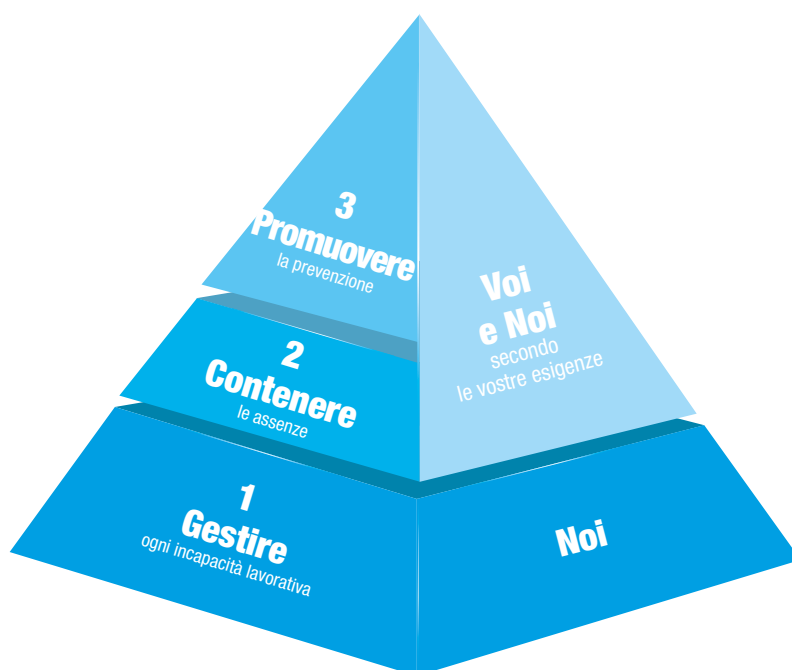 3
Promuovere
la prevenzione
2
Contenere
le assenze
1
Gestire
ogni incapacità lavorativa
Voi
e Noi
secondo
le vostre esigenze
Noi